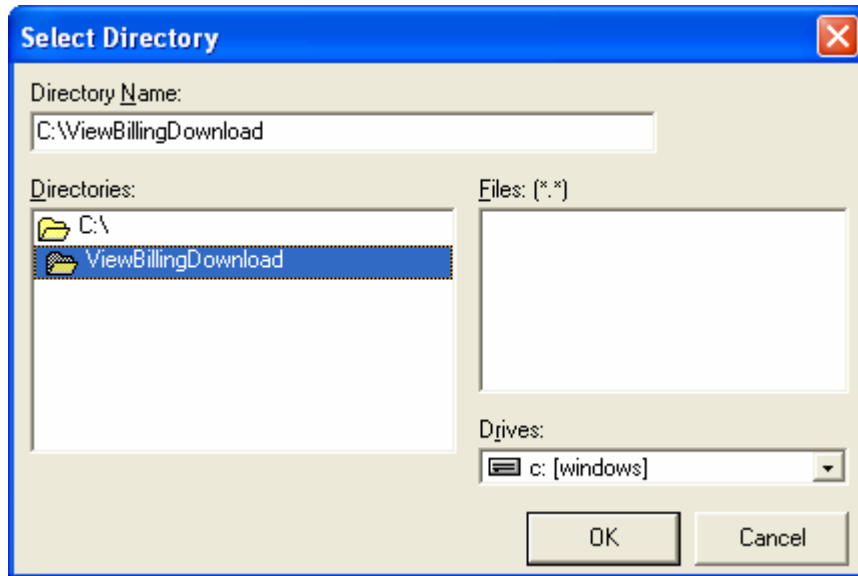 Select Directory
Directory Name:
C:\ViewBillingDownload
Directories:
C:\
ViewBillingDownload
Files: (*.*)
Drives:
c: [windows]
OK
Cancel